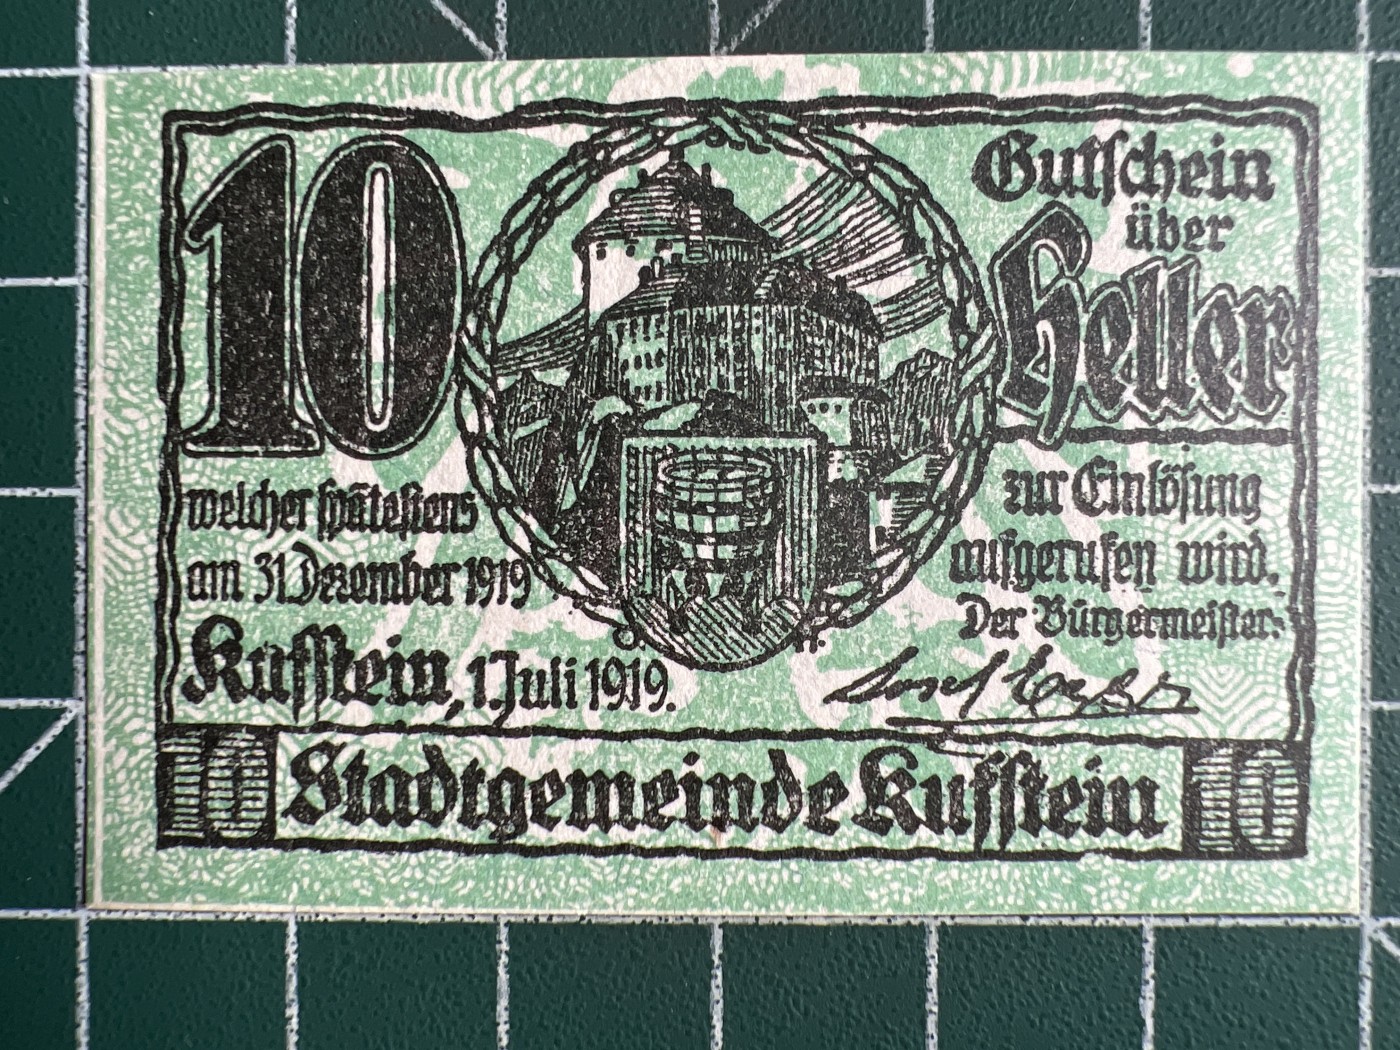 10
Gutschein
über
Heller
welcher spätestens
am 31 Dezember 1919
zur Einlösung
aufgerufen wird.
Der Bürgermeister:
Kufstein, 1. Juli 1919.
Josef
10 Stadtgemeinde Kufstein 10